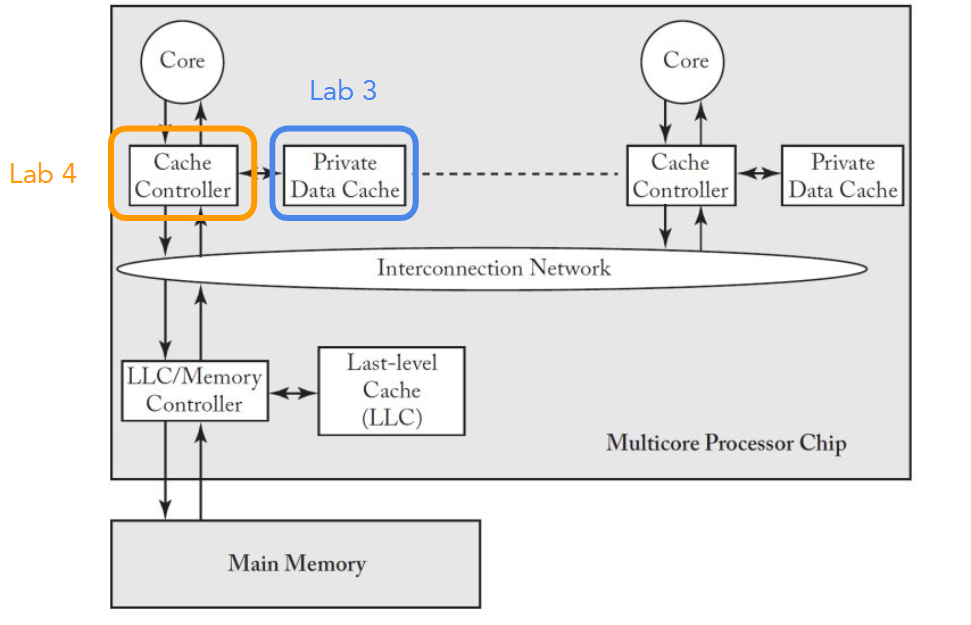 Core
Core
Lab 3
Lab 4
Cache
Controller
Private
Data Cache
Cache
Controller
Private
Data Cache
Interconnection Network
LLC/Memory
Controller
Last-level
Cache
(LLC)
Multicore Processor Chip
Main Memory